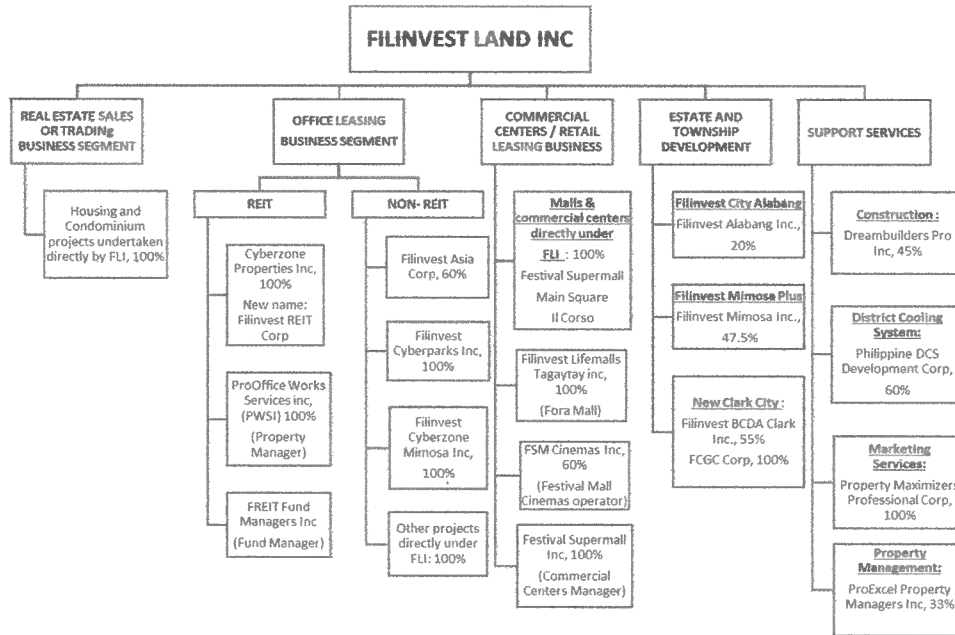 FILINVEST LAND INC
REAL ESTATE SALES
OR TRADINg
BUSINESS SEGMENT
OFFICE LEASING
BUSINESS SEGMENT
COMMERCIAL
CENTERS / RETAIL
LEASING BUSINESS
ESTATE AND
TOWNSHIP
DEVELOPMENT
SUPPORT SERVICES
Housing and
Condominium
projects undertaken
directly by FLI, 100%
REIT
Cyberzone
Properties Inc,
100%
New name:
Filinvest REIT
Corp
ProOffice Works
Services inc,
(PWSI) 100%
(Property
Manager)
FREIT Fund
Managers Inc
(Fund Manager)
NON- REIT
Filinvest Asia
Corp, 60%
Filinvest
Cyberparks Inc,
100%
Filinvest
Cyberzone
Mimosa Inc,
100%
Other projects
directly under
FLI: 100%
Malls &
commercial centers
directly under
FLI : 100%
Festival Supermall
Main Square
Il Corso
Filinvest Lifemalls
Tagaytay inc,
100%
(Fora Mall)
FSM Cinemas Inc,
60%
(Festival Mall
Cinemas operator)
Festival Supermall
Inc, 100%
(Commercial
Centers Manager)
Filinvest City Alabang
Filinvest Alabang Inc.,
20%
Filinvest Mimosa Plus
Filinvest Mimosa Inc.,
47.5%
New Clark City :
Filinvest BCDA Clark
Inc., 55%
FCGC Corp, 100%
Construction :
Dreambuilders Pro
Inc, 45%
District Cooling
System:
Philippine DCS
Development Corp,
60%
Marketing
Services:
Property Maximizers
Professional Corp,
100%
Property
Management:
ProExcel Property
Managers Inc, 33%